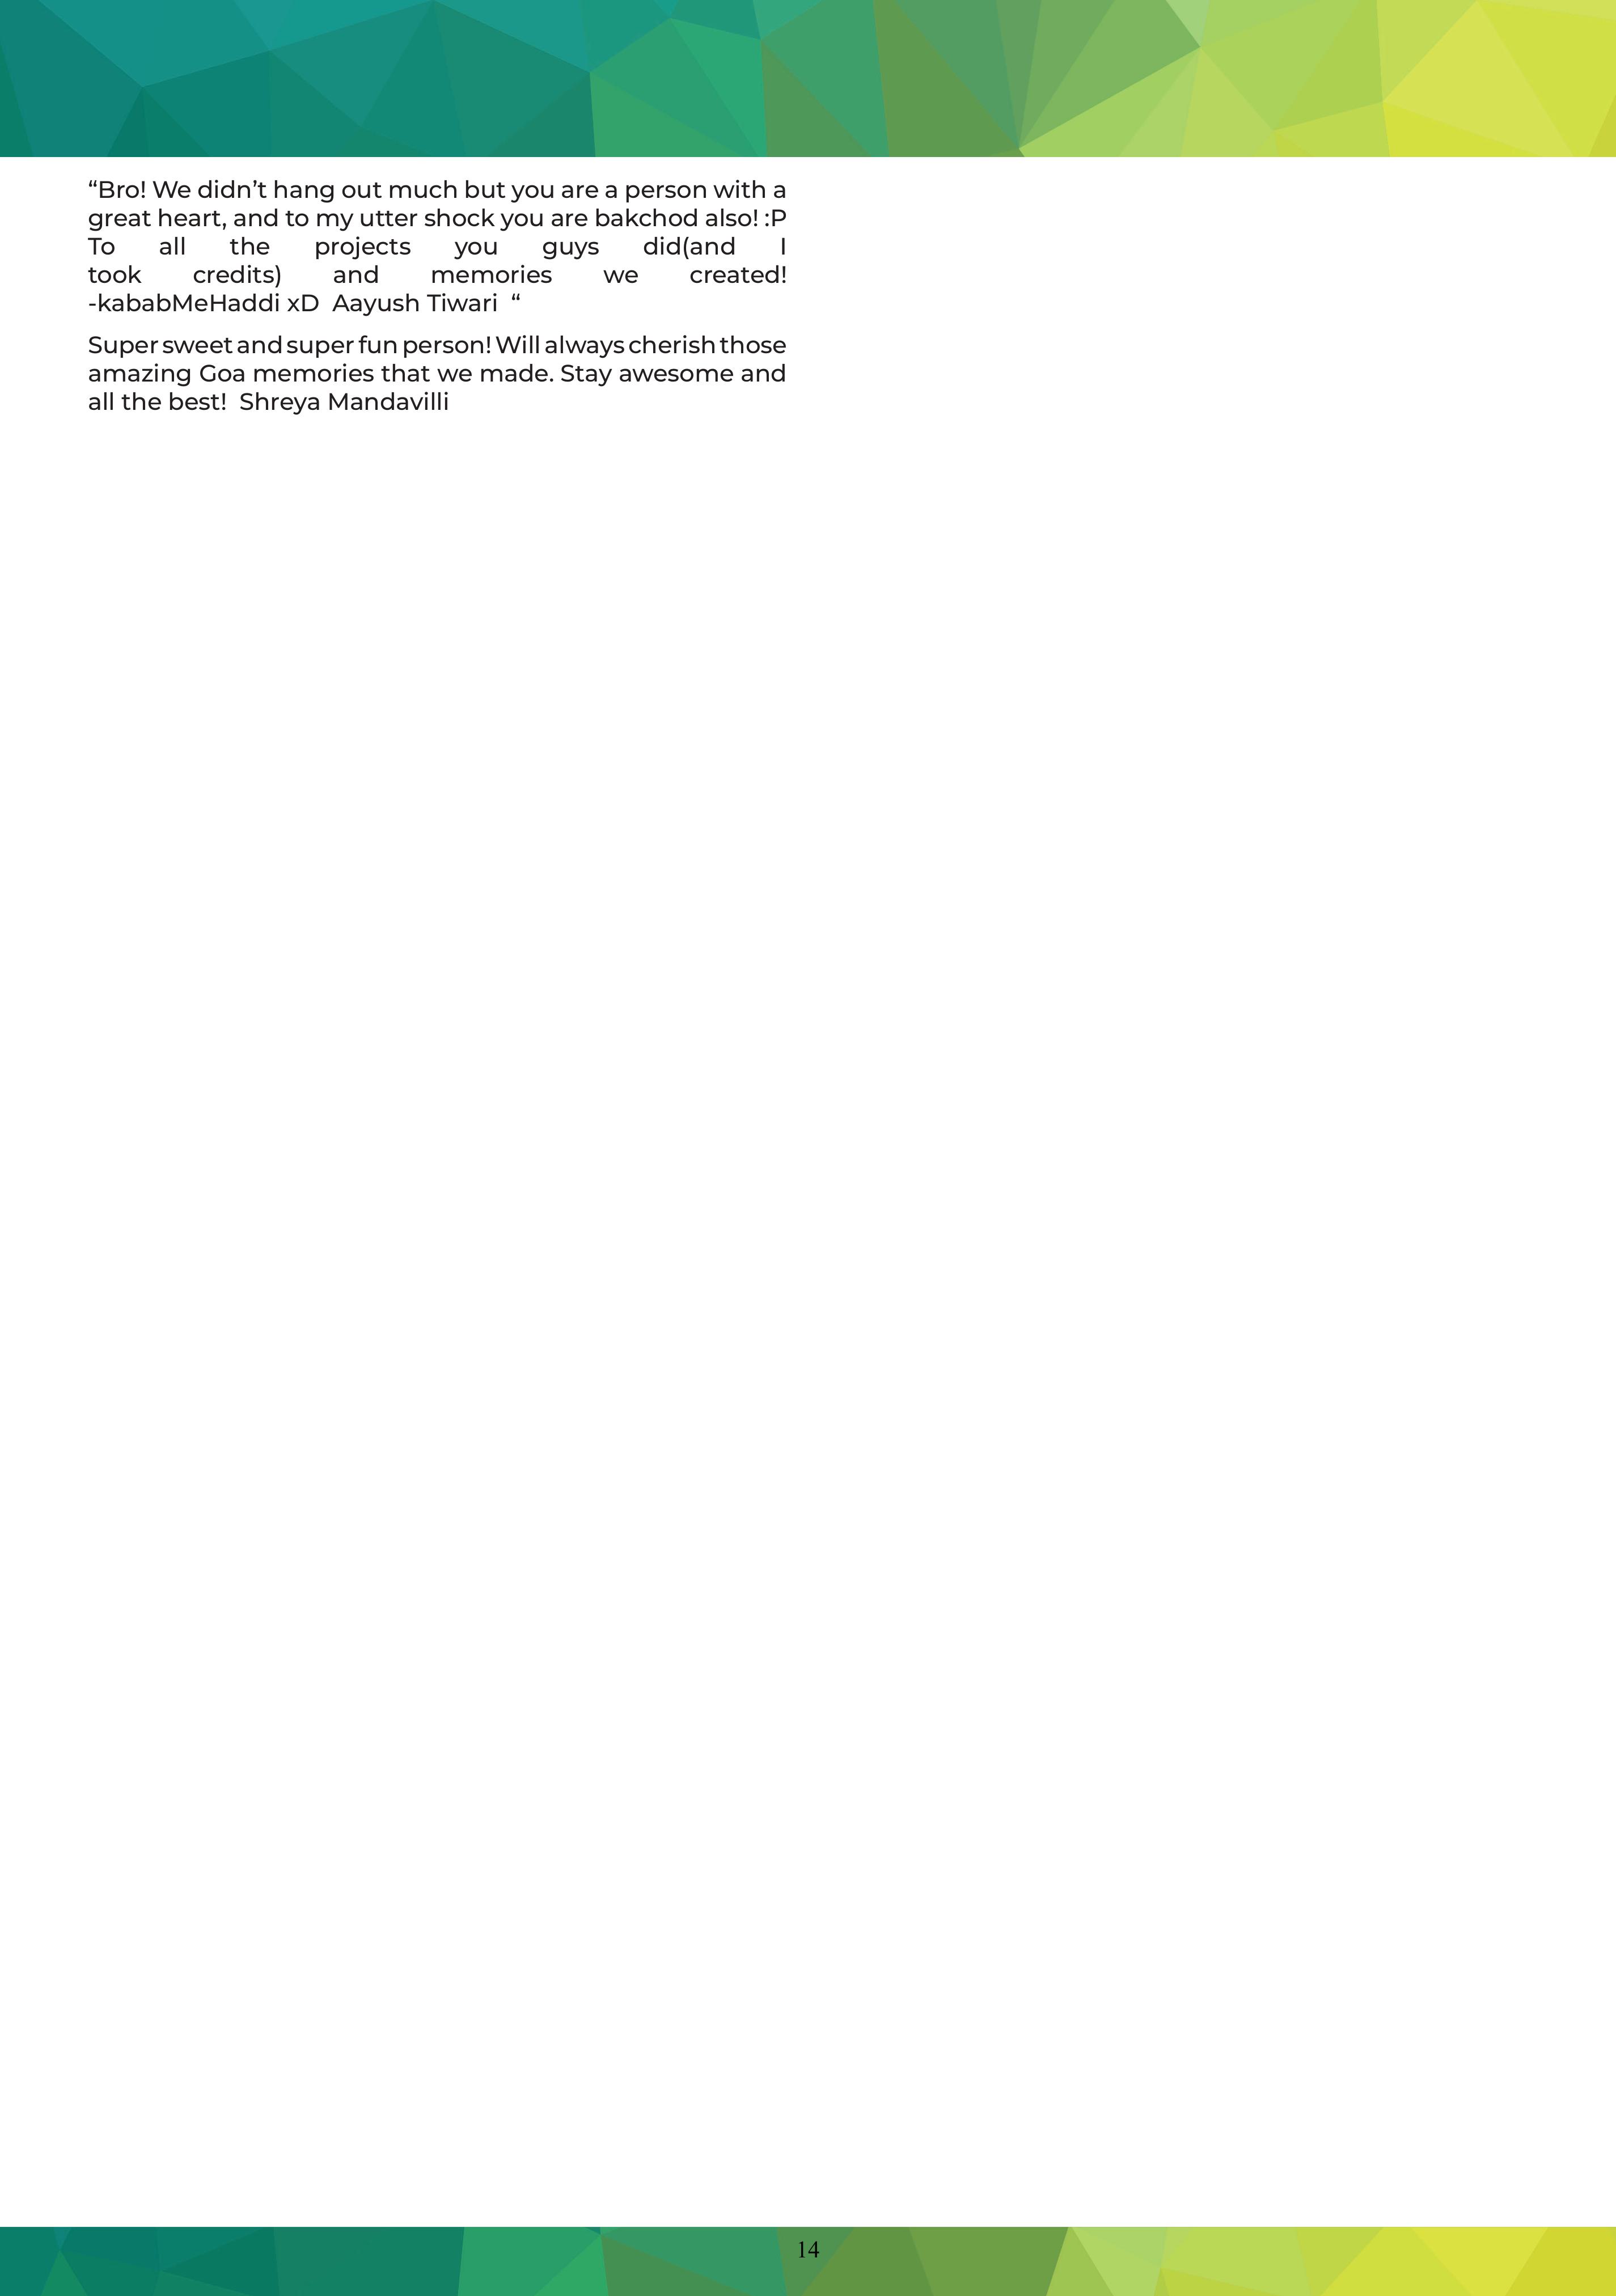 “Bro! We didn’t hang out much but you are a person with a
great heart, and to my utter shock you are bakchod also! :P
To all the projects you guys did(and I
took credits) and memories we created!
-kababMeHaddi xD  Aayush Tiwari  “
Super sweet and super fun person! Will always cherish those
amazing Goa memories that we made. Stay awesome and
all the best!  Shreya Mandavilli
14